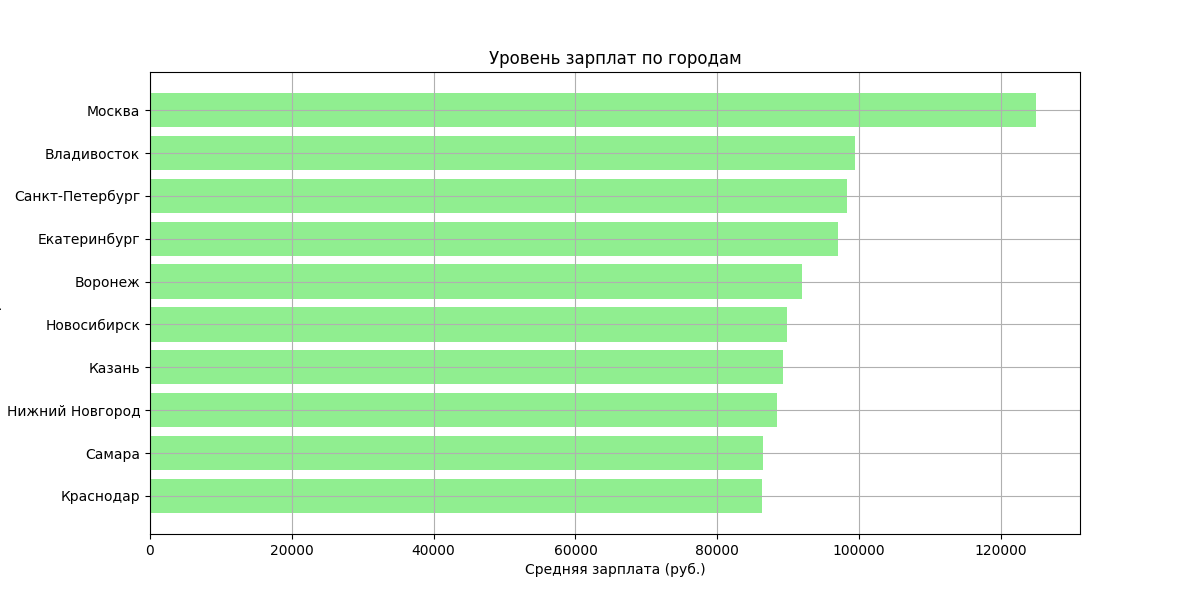 Уровень зарплат по городам
Москва
Владивосток
Санкт-Петербург
Екатеринбург
Воронеж
Новосибирск
Казань
Нижний Новгород
Самара
Краснодар
0 20000 40000 60000 80000 100000 120000
Средняя зарплата (руб.)